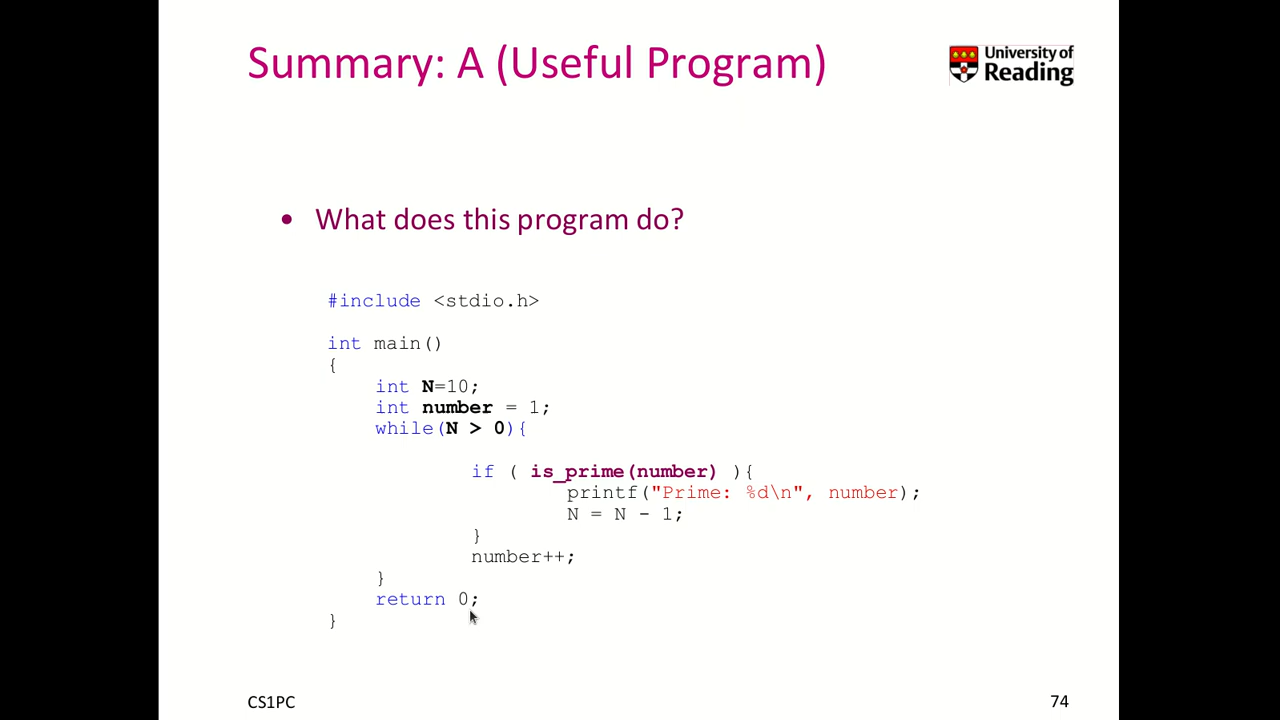 Summary: A (Useful Program)
University of
Reading
• What does this program do?
#include <stdio.h>
int main()
{
int N=10;
int number = 1;
while(N > 0){
if ( is_prime(number) ){
printf("Prime: %d\n", number);
N = N - 1;
}
number++;
}
return 0;
}
CS1PC
74